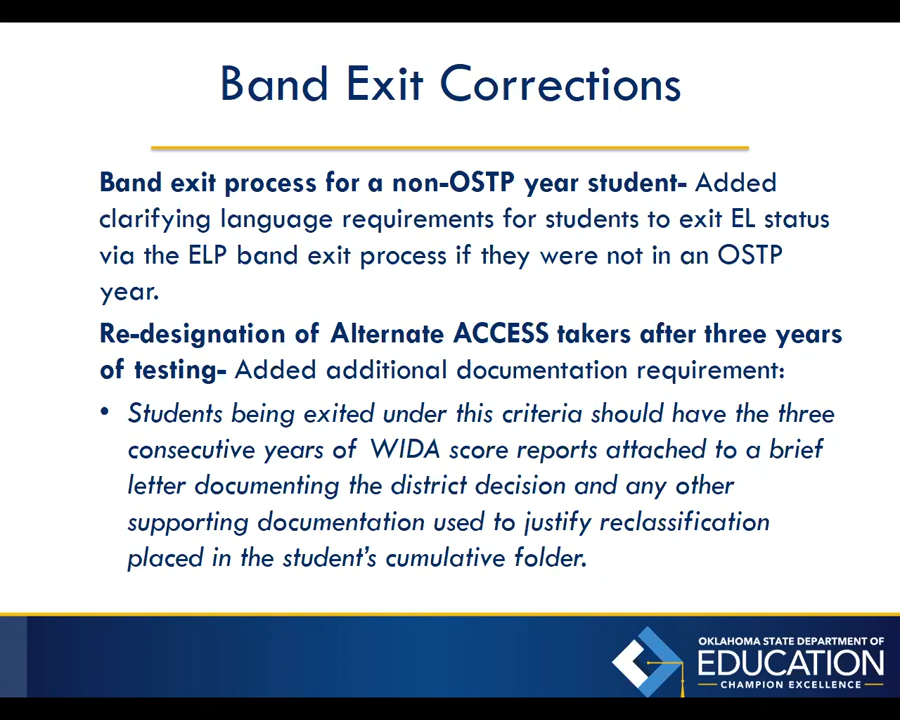 Band Exit Corrections
Band exit process for a non-OSTP year student- Added
clarifying language requirements for students to exit EL status
via the ELP band exit process if they were not in an OSTP
year.
Re-designation of Alternate ACCESS takers after three years
of testing- Added additional documentation requirement:
• Students being exited under this criteria should have the three
consecutive years of WIDA score reports attached to a brief
letter documenting the district decision and any other
supporting documentation used to justify reclassification
placed in the student's cumulative folder.
OKLAHOMA STATE DEPARTMENT OF
EDUCATION
CHAMPION EXCELLENCE